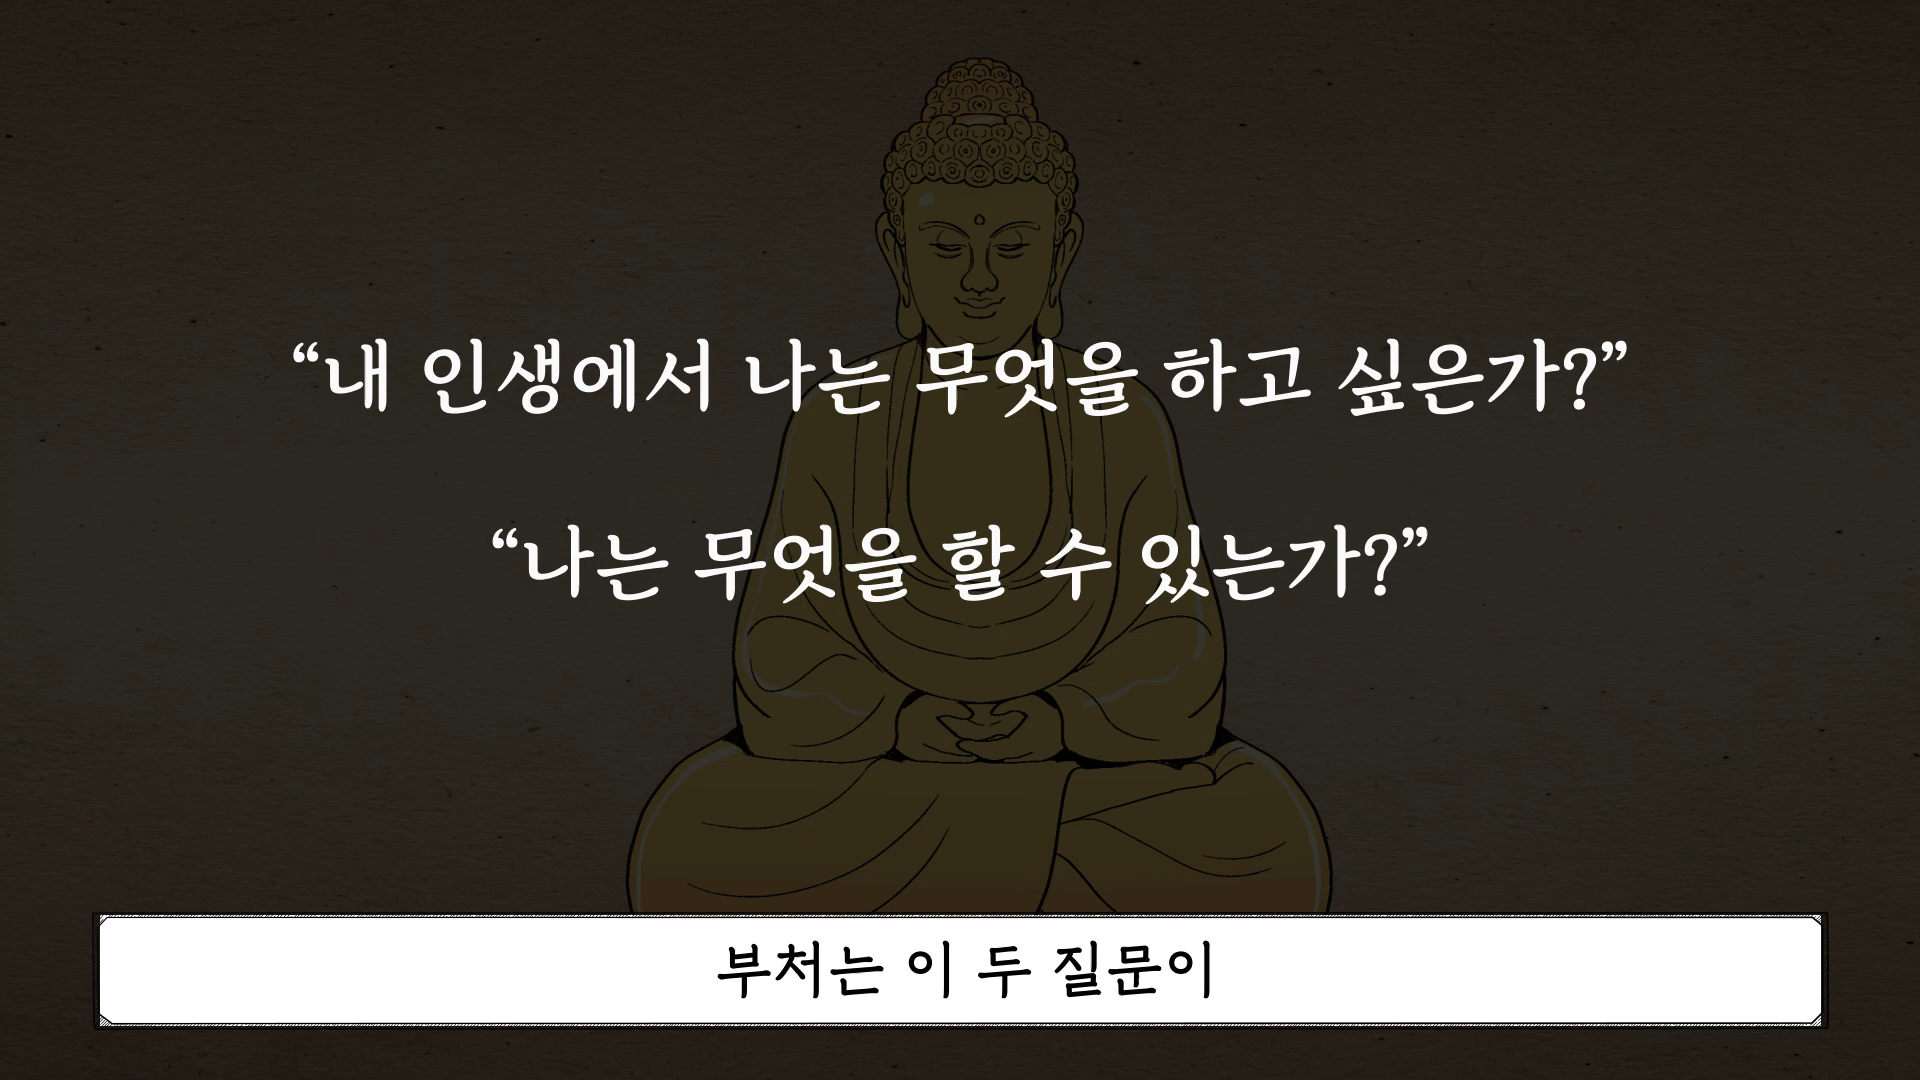 “내 인생에서 나는 무엇을 하고 싶은가?”
“나는 무엇을 할 수 있는가?”
부처는 이 두 질문이